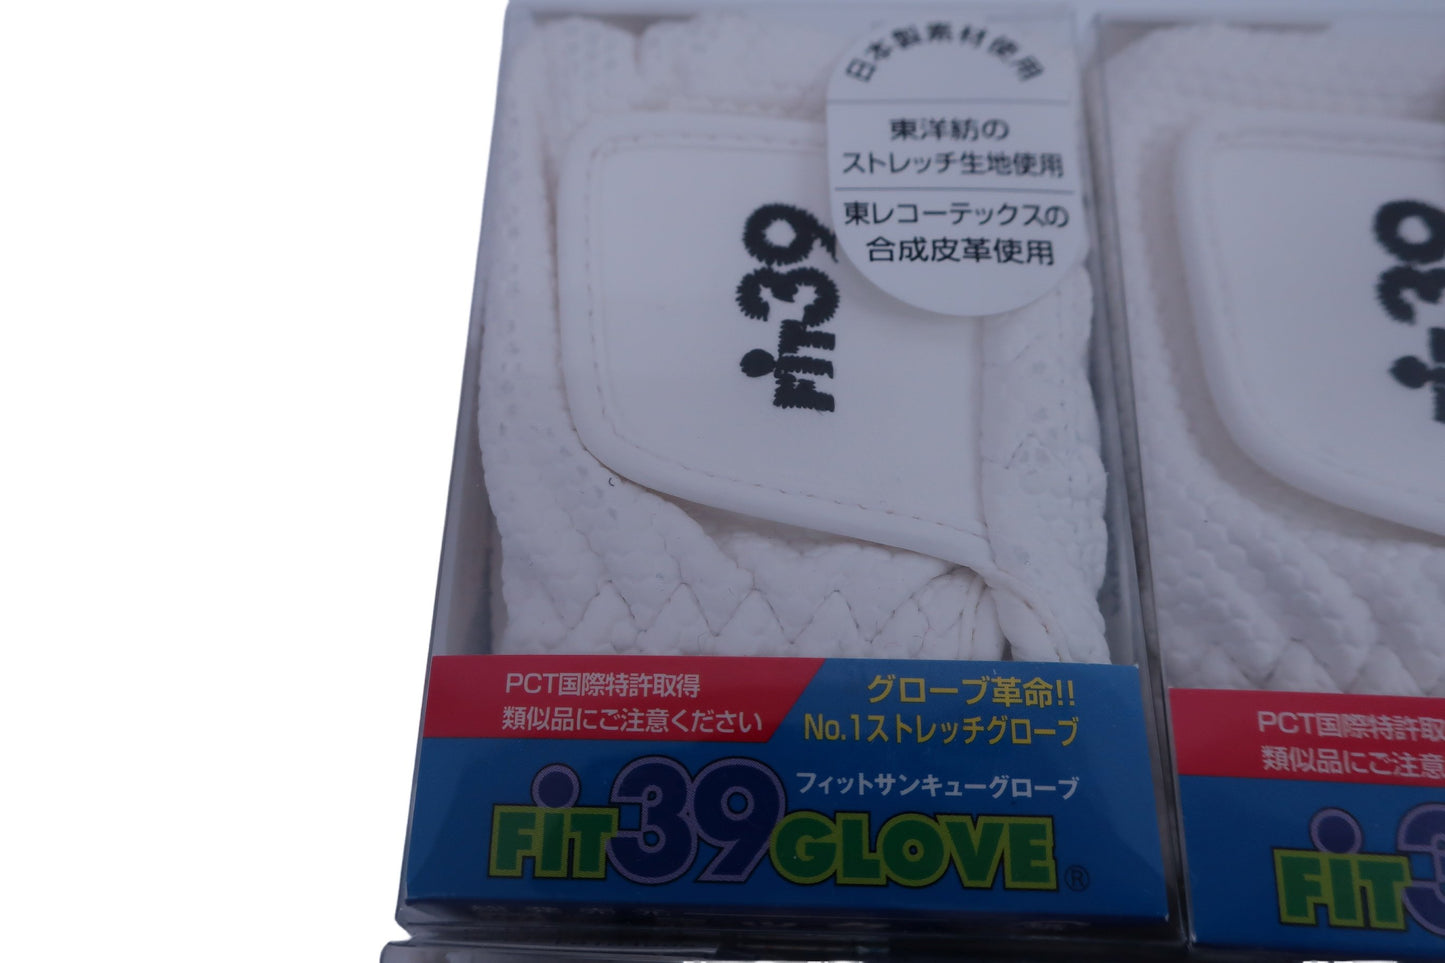 日本製素材使用
東洋紡の
ストレッチ生地使用
東レコーテックスの
合成皮革使用
FiT39
PCT国際特許取得
類似品にご注意ください
グローブ革命!!
No.1ストレッチグローブ
フィットサンキューグローブ
FiT39GLOVE®
PCT国際特許取
類似品にご注意
FiT3